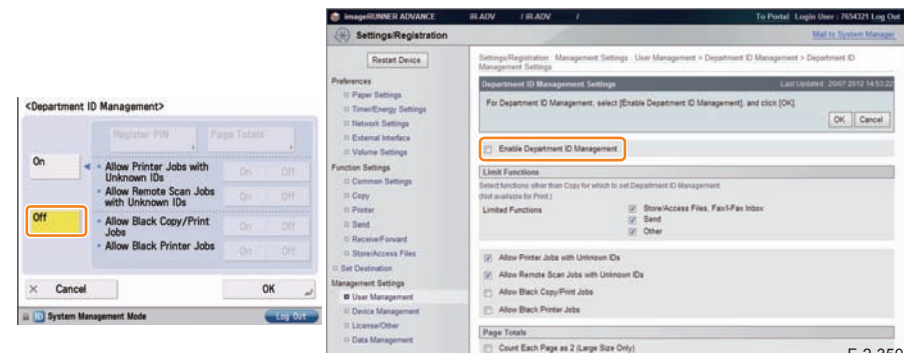 <Department ID Management>
Register PIN
Page Totals
On
Allow Printer Jobs with
Unknown IDs
On
Off
Allow Remote Scan Jobs
with Unknown IDs
On
Off
Off
Allow Black Copy/Print
Jobs
On
Off
Allow Black Printer Jobs
On
Off
Cancel
OK
ID System Management Mode
Log Out
imageRUNNER ADVANCE
iR-ADV / iR-ADV /
To Portal Login User : 7654321 Log Out
Settings/Registration
Mail to System Manager
Restart Device
Preferences
Paper Settings
Timer/Energy Settings
Network Settings
External Interface
Volume Settings
Function Settings
Common Settings
Copy
Printer
Send
Receive/Forward
Store/Access Files
Set Destination
Management Settings
User Management
Device Management
License/Other
Data Management
Settings/Registration : Management Settings : User Management > Department ID Management > Department ID
Management Settings
Department ID Management Settings
Last Updated : 20/07 2012 14:53:22
For Department ID Management, select [Enable Department ID Management], and click [OK].
OK
Cancel
Enable Department ID Management
Limit Functions
Select functions other than Copy for which to set Department ID Management.
(Not available for Print.)
Limited Functions
Store/Access Files, Fax/I-Fax Inbox
Send
Other
Allow Printer Jobs with Unknown IDs
Allow Remote Scan Jobs with Unknown IDs
Allow Black Copy/Print Jobs
Allow Black Printer Jobs
Page Totals
Count Each Page as 2 (Large Size Only)